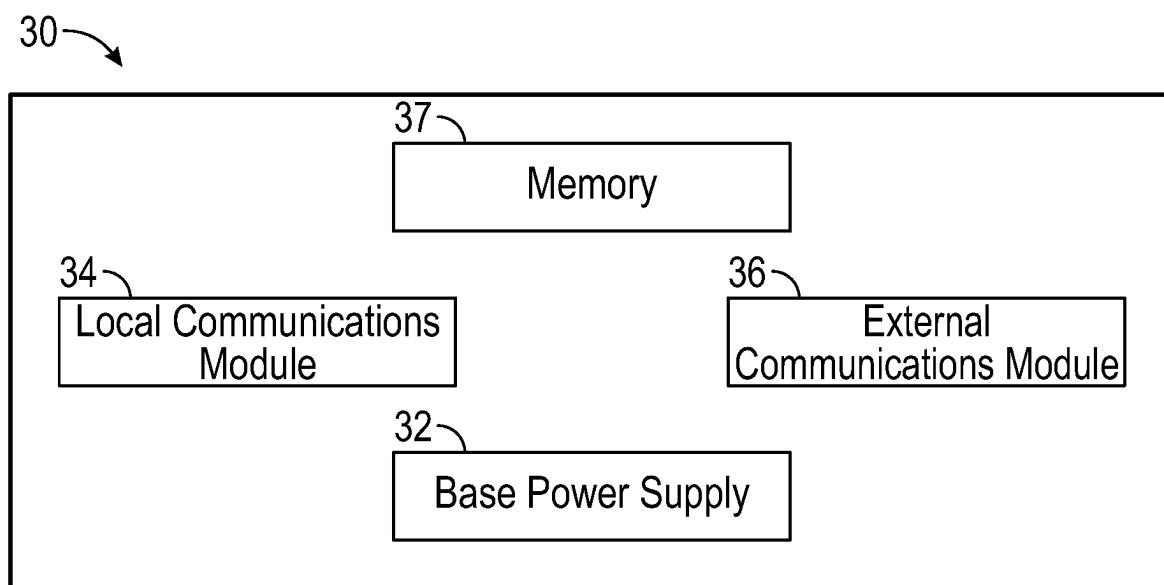 30
37
Memory
34
Local Communications
Module
36
External
Communications Module
32
Base Power Supply